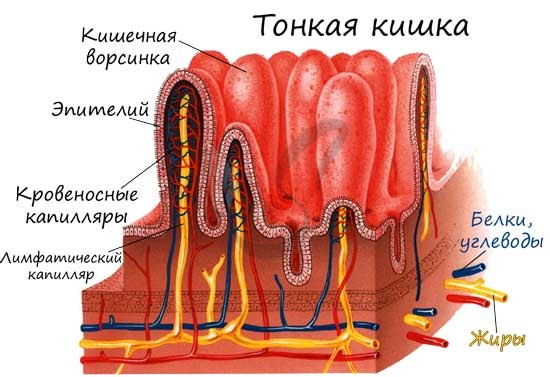 Тонкая кишка
Кишечная
ворсинка
Эпителий
Кровеносные
капилляры
Лимфатический
капилляр
Белки,
углеводы
Жиры